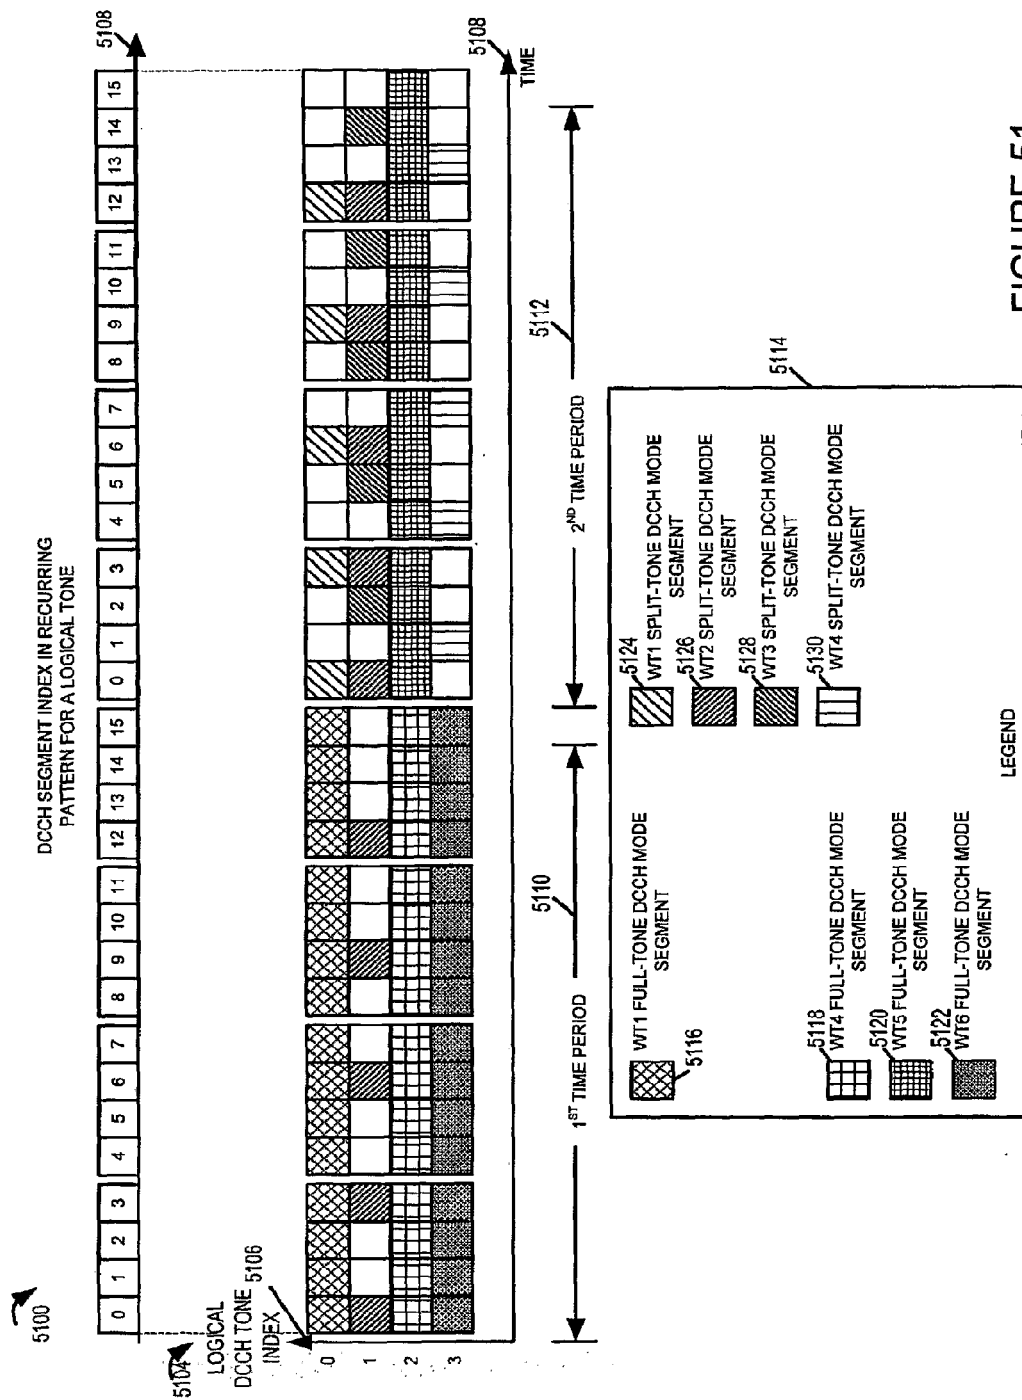 5100
DCCH SEGMENT INDEX IN RECURRING
PATTERN FOR A LOGICAL TONE
0 1 2 3 4 5 6 7 8 9 10 11 12 13 14 15 0 1 2 3 4 5 6 7 8 9 10 11 12 13 14 15
5108
5104
LOGICAL
DCCH TONE
INDEX
5106
0
1
2
3
5108
TIME
1ST TIME PERIOD
5110
2ND TIME PERIOD
5112
5114
WT1 FULL-TONE DCCH MODE
SEGMENT
5116
5118
WT4 FULL-TONE DCCH MODE
SEGMENT
5120
WT5 FULL-TONE DCCH MODE
SEGMENT
5122
WT6 FULL-TONE DCCH MODE
SEGMENT
5124
WT1 SPLIT-TONE DCCH MODE
SEGMENT
5126
WT2 SPLIT-TONE DCCH MODE
SEGMENT
5128
WT3 SPLIT-TONE DCCH MODE
SEGMENT
5130
WT4 SPLIT-TONE DCCH MODE
SEGMENT
LEGEND
FIGURE 51